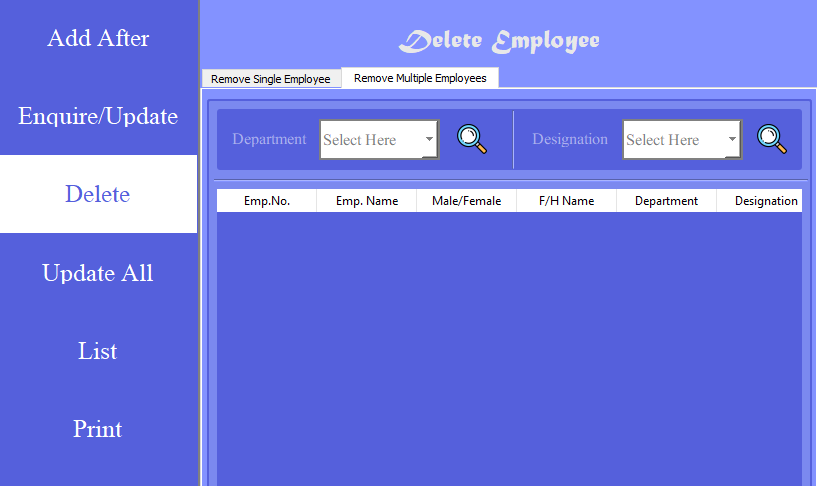 Add After
Enquire/Update
Delete
Update All
List
Print
Delete Employee
Remove Single Employee Remove Multiple Employees
Department Select Here Designation Select Here
Emp.No. Emp. Name Male/Female F/H Name Department Designation